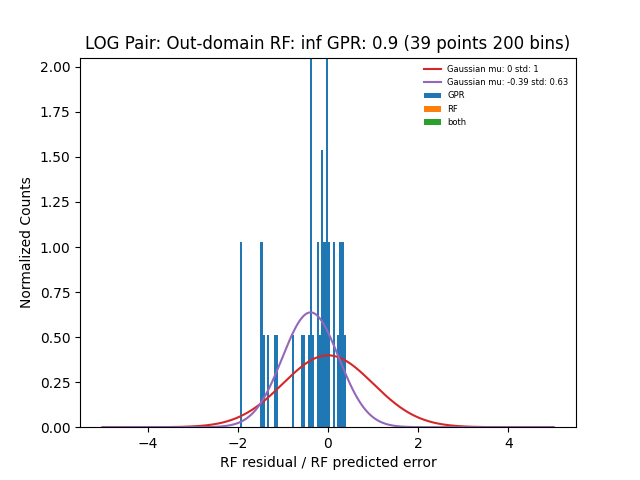 LOG Pair: Out-domain RF: inf GPR: 0.9 (39 points 200 bins)
Gaussian mu: 0 std: 1
Gaussian mu: -0.39 std: 0.63
GPR
RF
both
Normalized Counts
2.00
1.75
1.50
1.25
1.00
0.75
0.50
0.25
0.00
−4 −2 0 2 4
RF residual / RF predicted error